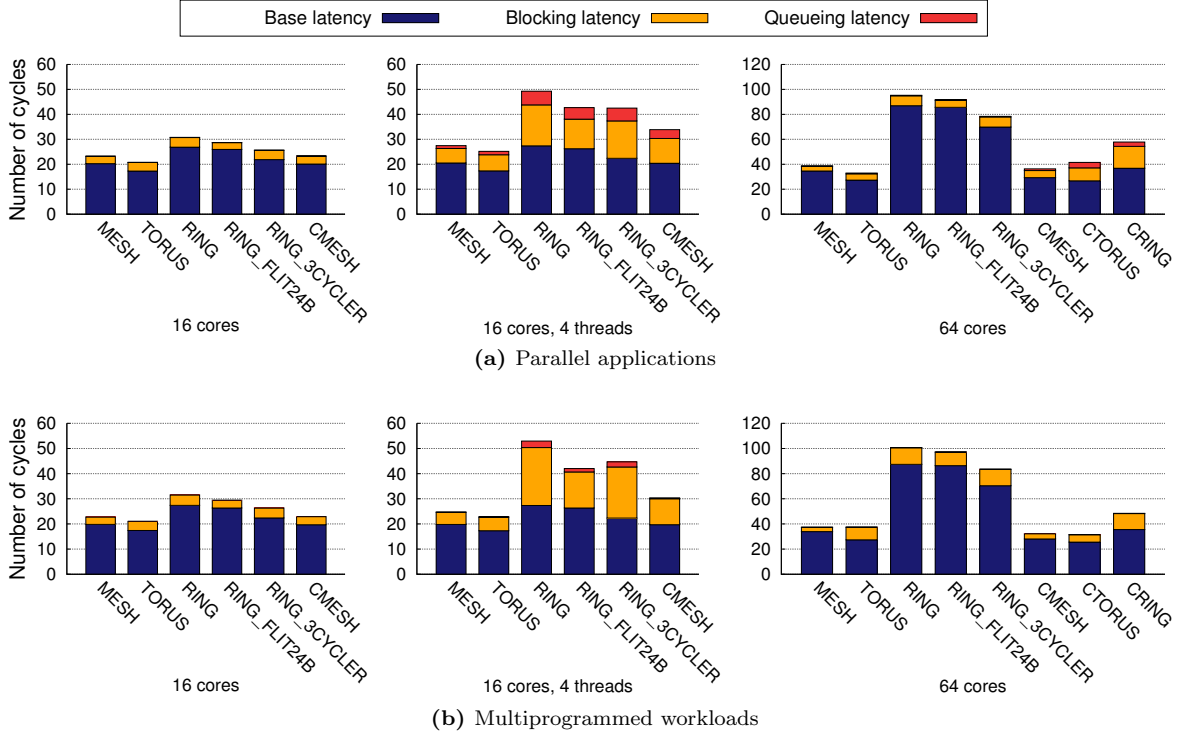 Base latency Blocking latency Queueing latency
Number of cycles
60 50 40 30 20 10 0
MESH TORUS RING RING_FLIT24B RING_3CYCLER CMESH
16 cores
60 50 40 30 20 10 0
MESH TORUS RING RING_FLIT24B RING_3CYCLER CMESH
16 cores, 4 threads
120 100 80 60 40 20 0
MESH TORUS RING RING_FLIT24B RING_3CYCLER CMESH CTORUS CRING
64 cores
(a) Parallel applications
Number of cycles
60 50 40 30 20 10 0
MESH TORUS RING RING_FLIT24B RING_3CYCLER CMESH
16 cores
60 50 40 30 20 10 0
MESH TORUS RING RING_FLIT24B RING_3CYCLER CMESH
16 cores, 4 threads
120 100 80 60 40 20 0
MESH TORUS RING RING_FLIT24B RING_3CYCLER CMESH CTORUS CRING
64 cores
(b) Multiprogrammed workloads